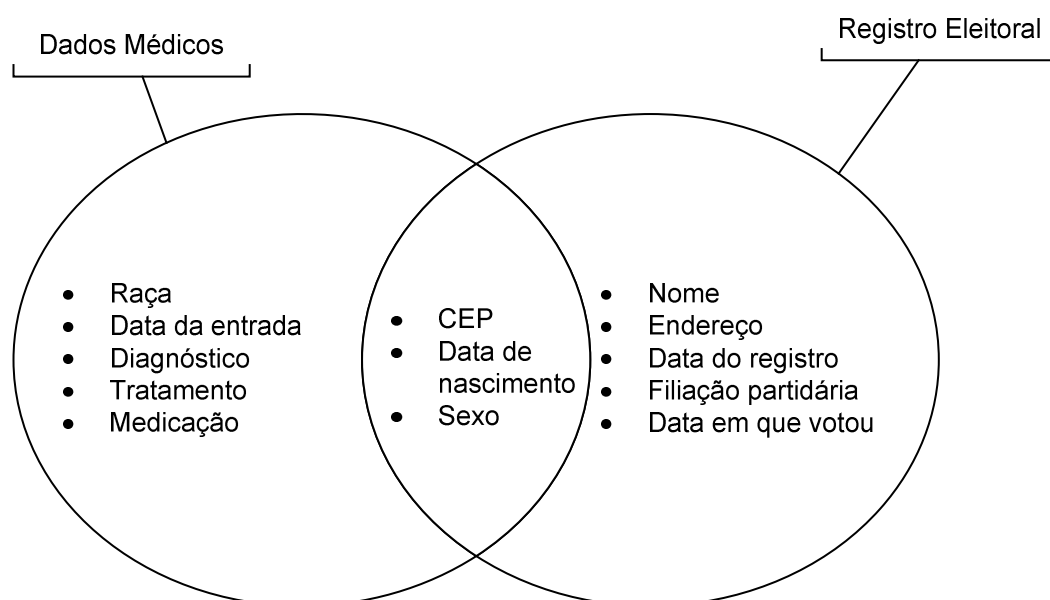 Dados Médicos
Registro Eleitoral
• Raça
• Data da entrada
• Diagnóstico
• Tratamento
• Medicação
• CEP
• Data de
nascimento
• Sexo
• Nome
• Endereço
• Data do registro
• Filiação partidária
• Data em que votou